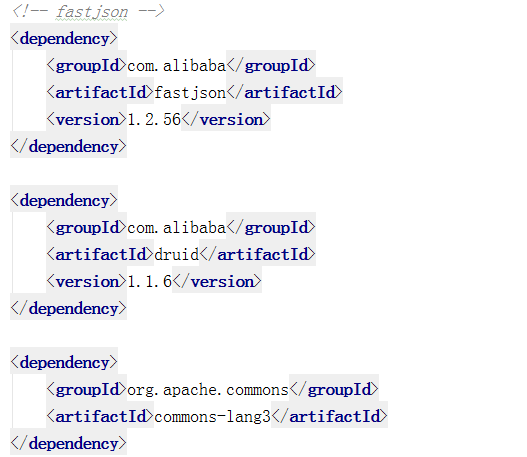 <!-- fastjson -->
<dependency>
    <groupId>com.alibaba</groupId>
    <artifactId>fastjson</artifactId>
    <version>1.2.56</version>
</dependency>

<dependency>
    <groupId>com.alibaba</groupId>
    <artifactId>druid</artifactId>
    <version>1.1.6</version>
</dependency>

<dependency>
    <groupId>org.apache.commons</groupId>
    <artifactId>commons-lang3</artifactId>
</dependency>